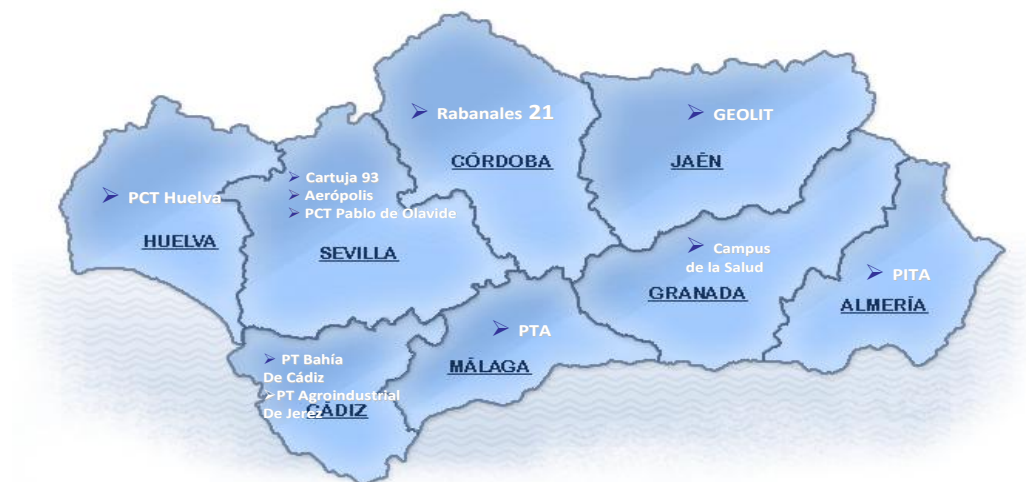 ➢ Rabanales 21
CÓRDOBA
➢ GEOLIT
JAÉN
➢ PCT Huelva
HUELVA
➢ Cartuja 93
➢ Aerópolis
➢ PCT Pablo de Olavide
SEVILLA
➢ Campus
de la Salud
GRANADA
➢ PITA
ALMERÍA
➢ PTA
MÁLAGA
➢ PT Bahía
De Cádiz
➢PT Agroindustrial
De Jerez
CÁDIZ